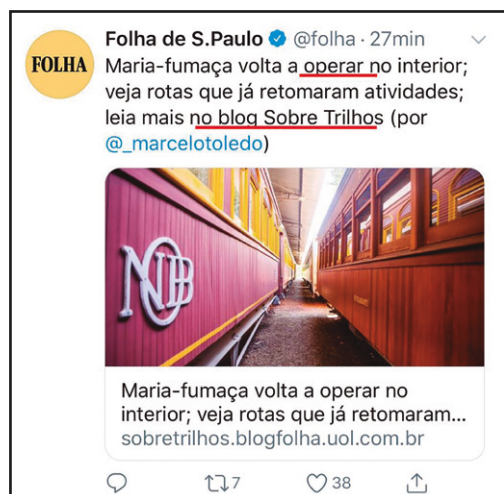 Folha de S.Paulo @folha · 27min
FOLHA
Maria-fumaça volta a operar no interior;
veja rotas que já retomaram atividades;
leia mais no blog Sobre Trilhos (por
@_marcelotoledo)
NOB
Maria-fumaça volta a operar no
interior; veja rotas que já retomaram...
sobretrilhos.blogfolha.uol.com.br
7 38